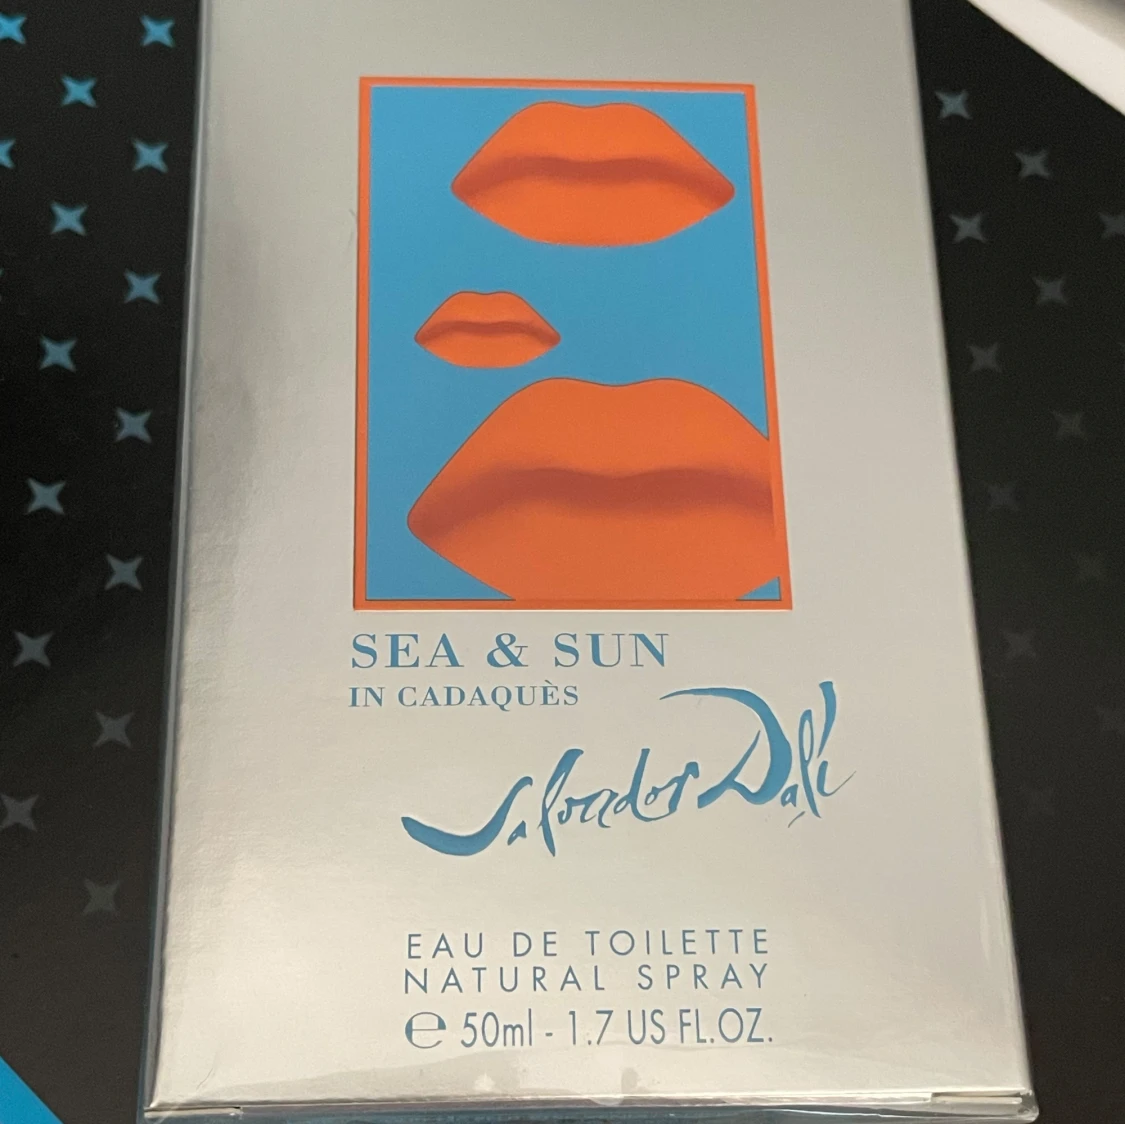 SEA & SUN
IN CADAQUÈS
Salvador Dalí
EAU DE TOILETTE
NATURAL SPRAY
℮ 50ml - 1.7 US FL.OZ.